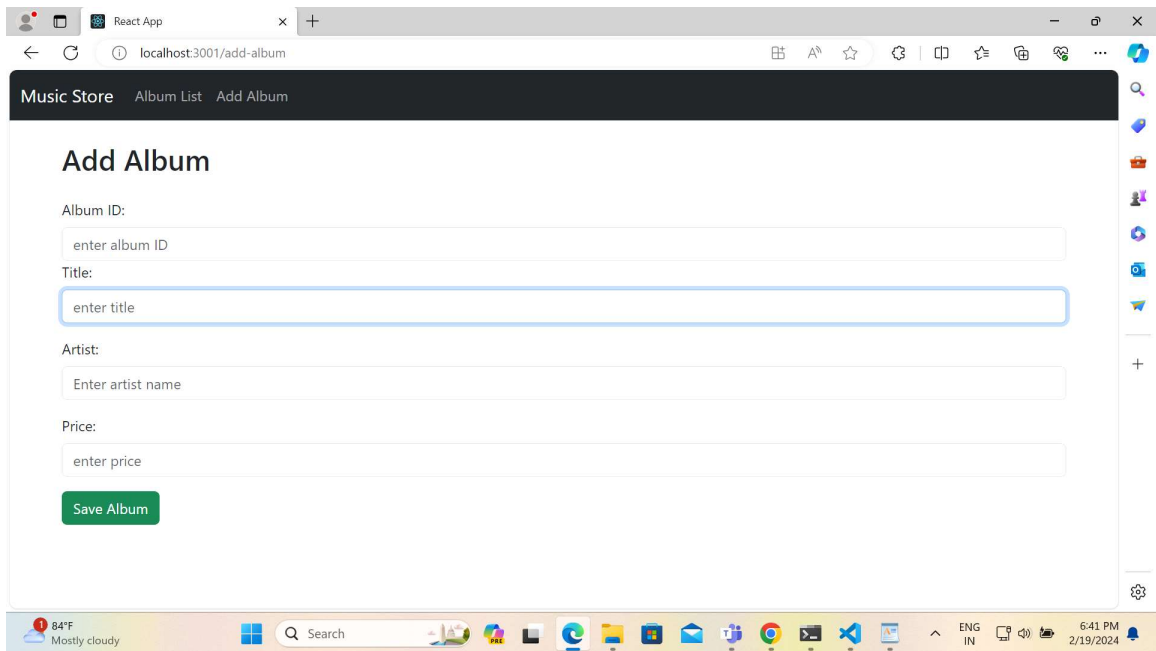 React App
localhost:3001/add-album
Music Store Album List Add Album
Add Album
Album ID:
enter album ID
Title:
enter title
Artist:
Enter artist name
Price:
enter price
Save Album
1
84°F
Mostly cloudy
Search
PRE
ENG
IN
6:41 PM
2/19/2024